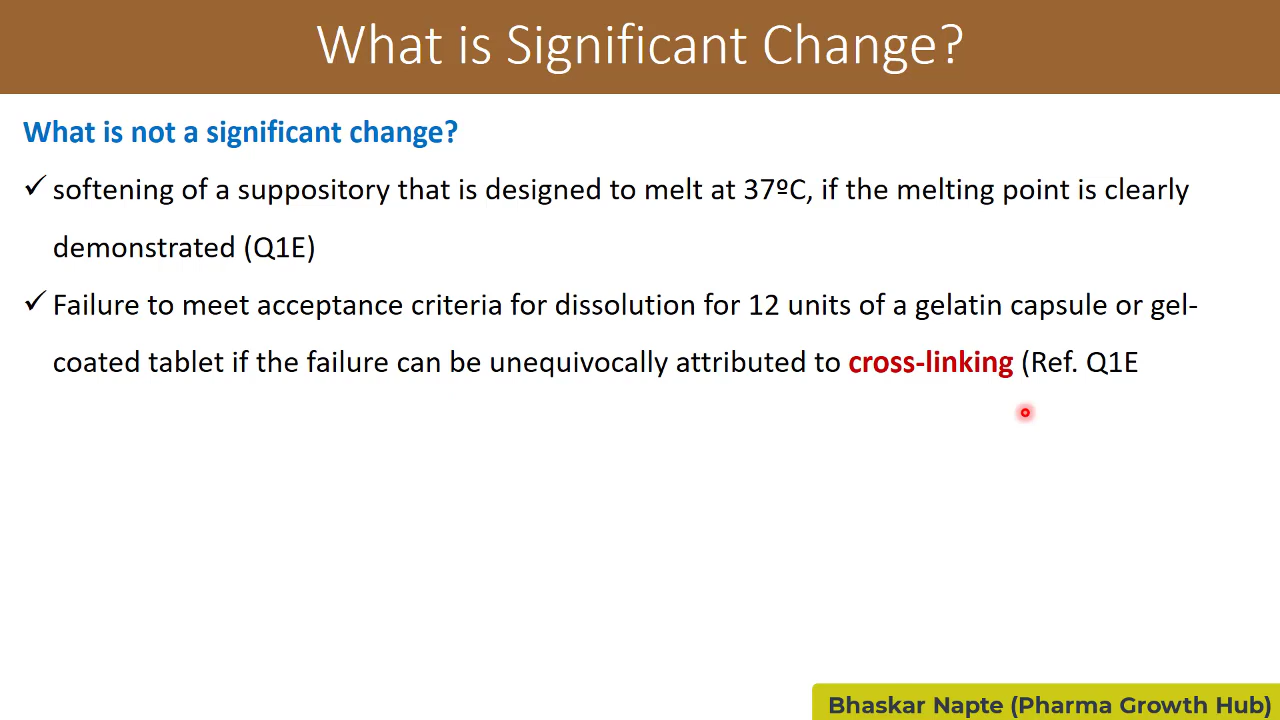 What is Significant Change?
What is not a significant change?
✓ softening of a suppository that is designed to melt at 37ºC, if the melting point is clearly
demonstrated (Q1E)
✓ Failure to meet acceptance criteria for dissolution for 12 units of a gelatin capsule or gel-
coated tablet if the failure can be unequivocally attributed to cross-linking (Ref. Q1E
Bhaskar Napte (Pharma Growth Hub)